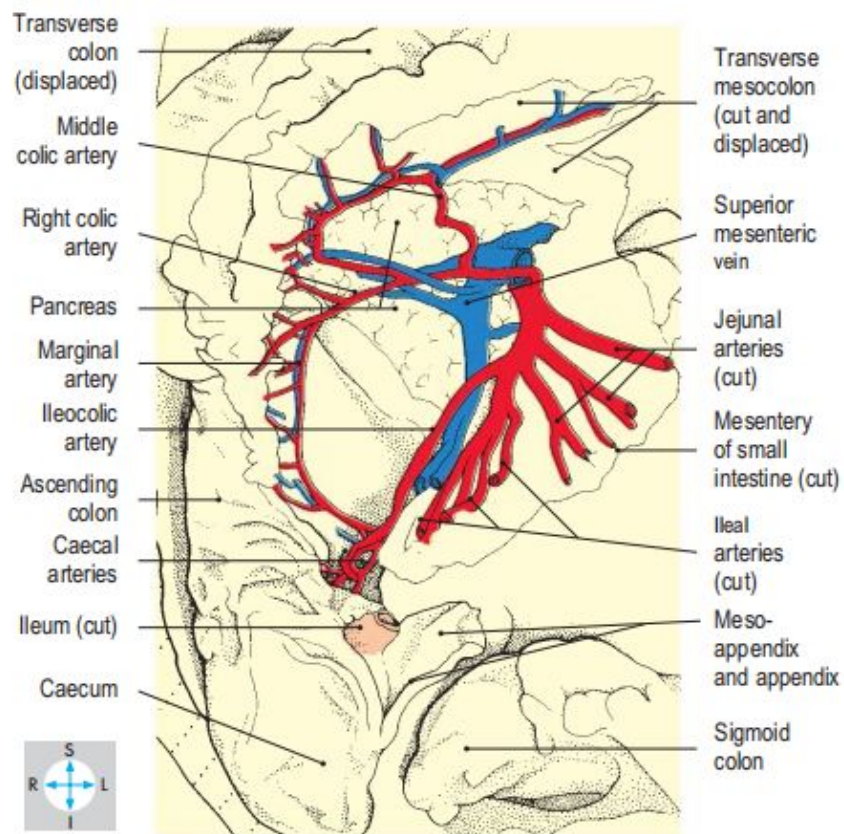 Transverse
colon
(displaced)
Middle
colic artery
Right colic
artery
Pancreas
Marginal
artery
Ileocolic
artery
Ascending
colon
Caecal
arteries
Ileum (cut)
Caecum
S
R
L
I
Transverse
mesocolon
(cut and
displaced)
Superior
mesenteric
vein
Jejunal
arteries
(cut)
Mesentery
of small
intestine (cut)
Ileal
arteries
(cut)
Meso-
appendix
and appendix
Sigmoid
colon